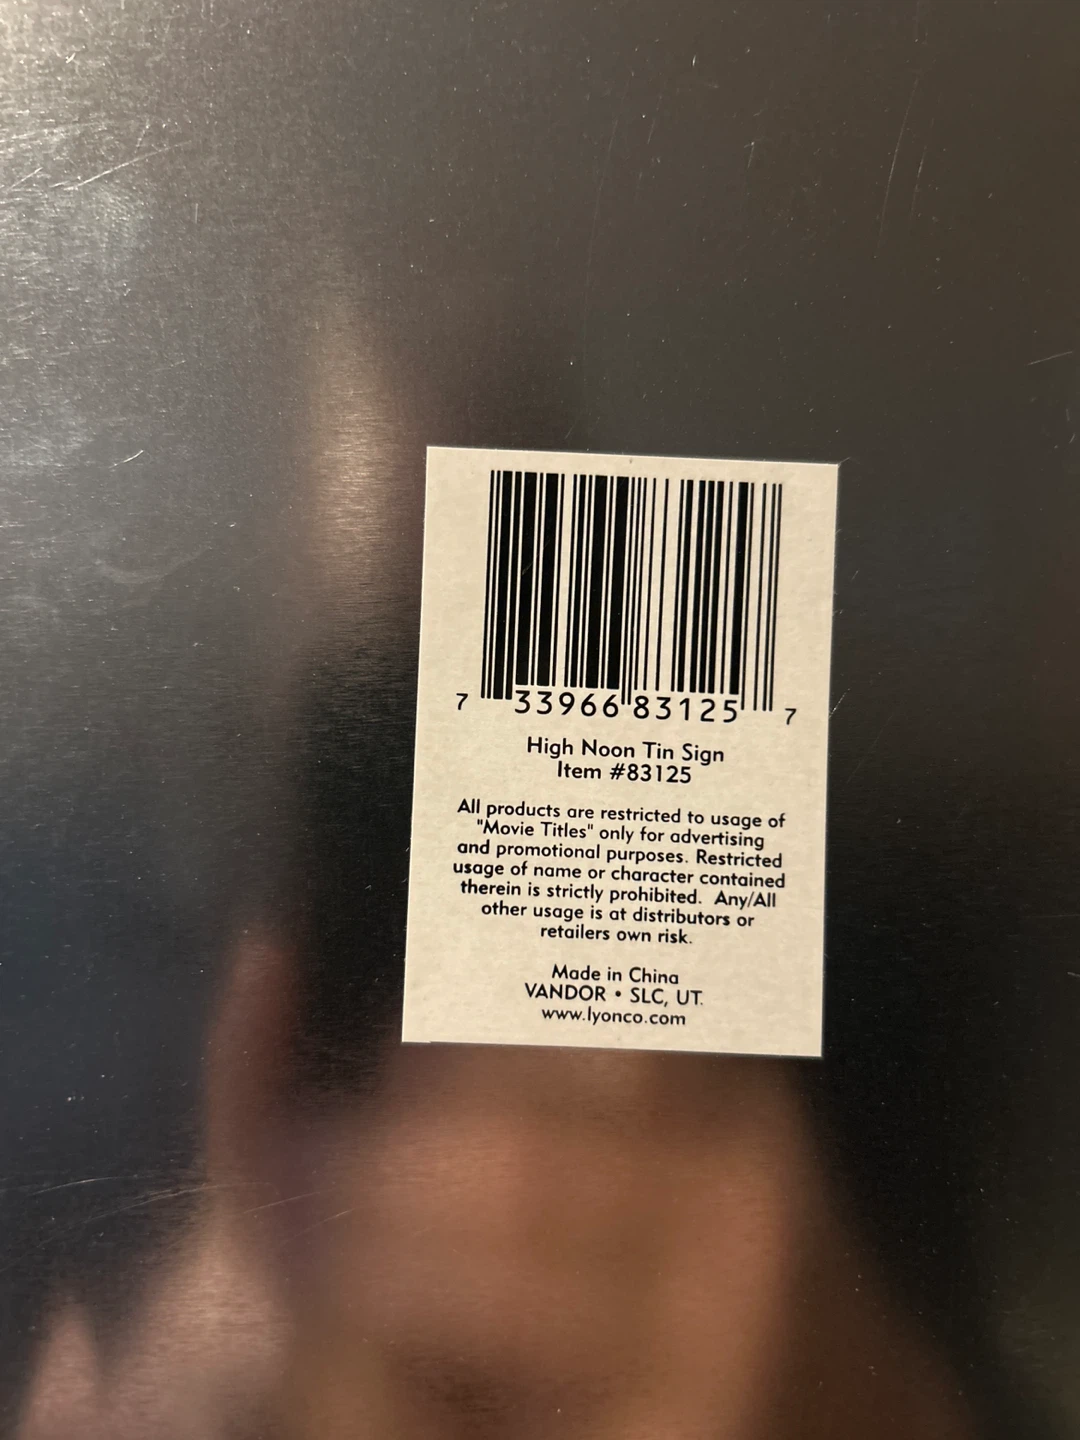 7 33966 83125 7
High Noon Tin Sign
Item #83125
All products are restricted to usage of
"Movie Titles" only for advertising
and promotional purposes. Restricted
usage of name or character contained
therein is strictly prohibited. Any/All
other usage is at distributors or
retailers own risk.
Made in China
VANDOR • SLC, UT.
www.lyonco.com